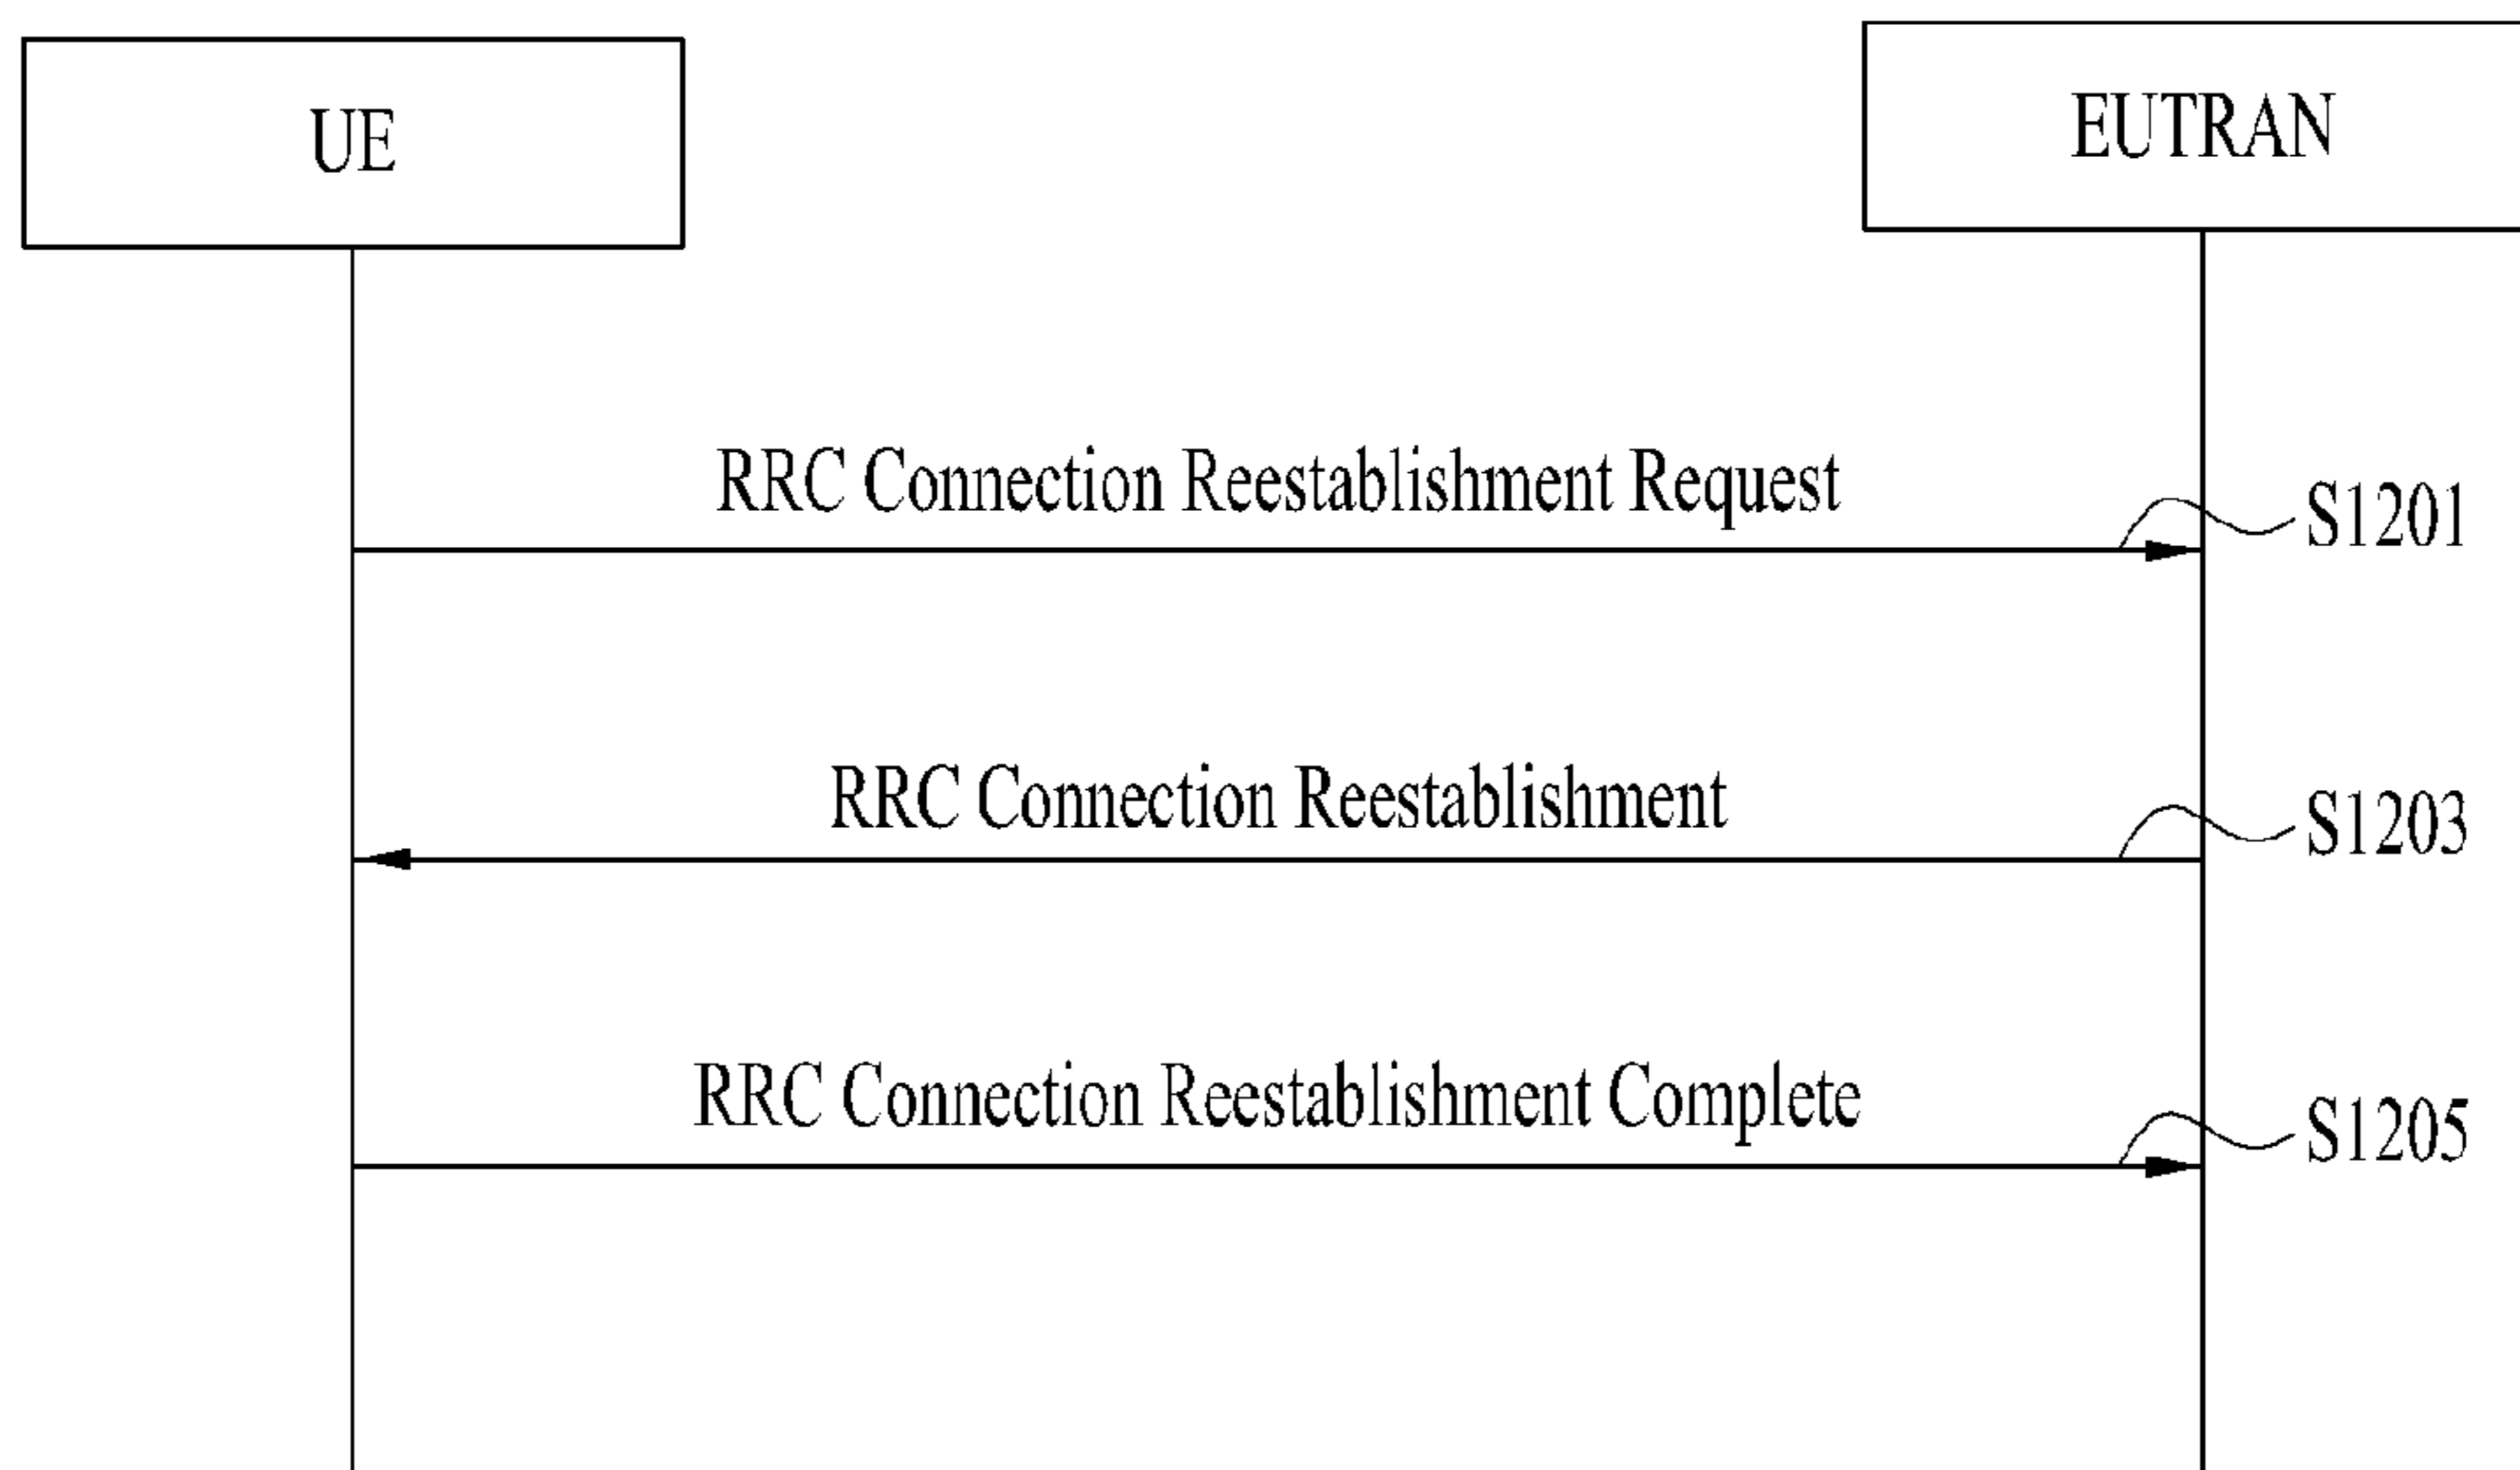 UE
EUTRAN
RRC Connection Reestablishment Request
S1201
RRC Connection Reestablishment
S1203
RRC Connection Reestablishment Complete
S1205